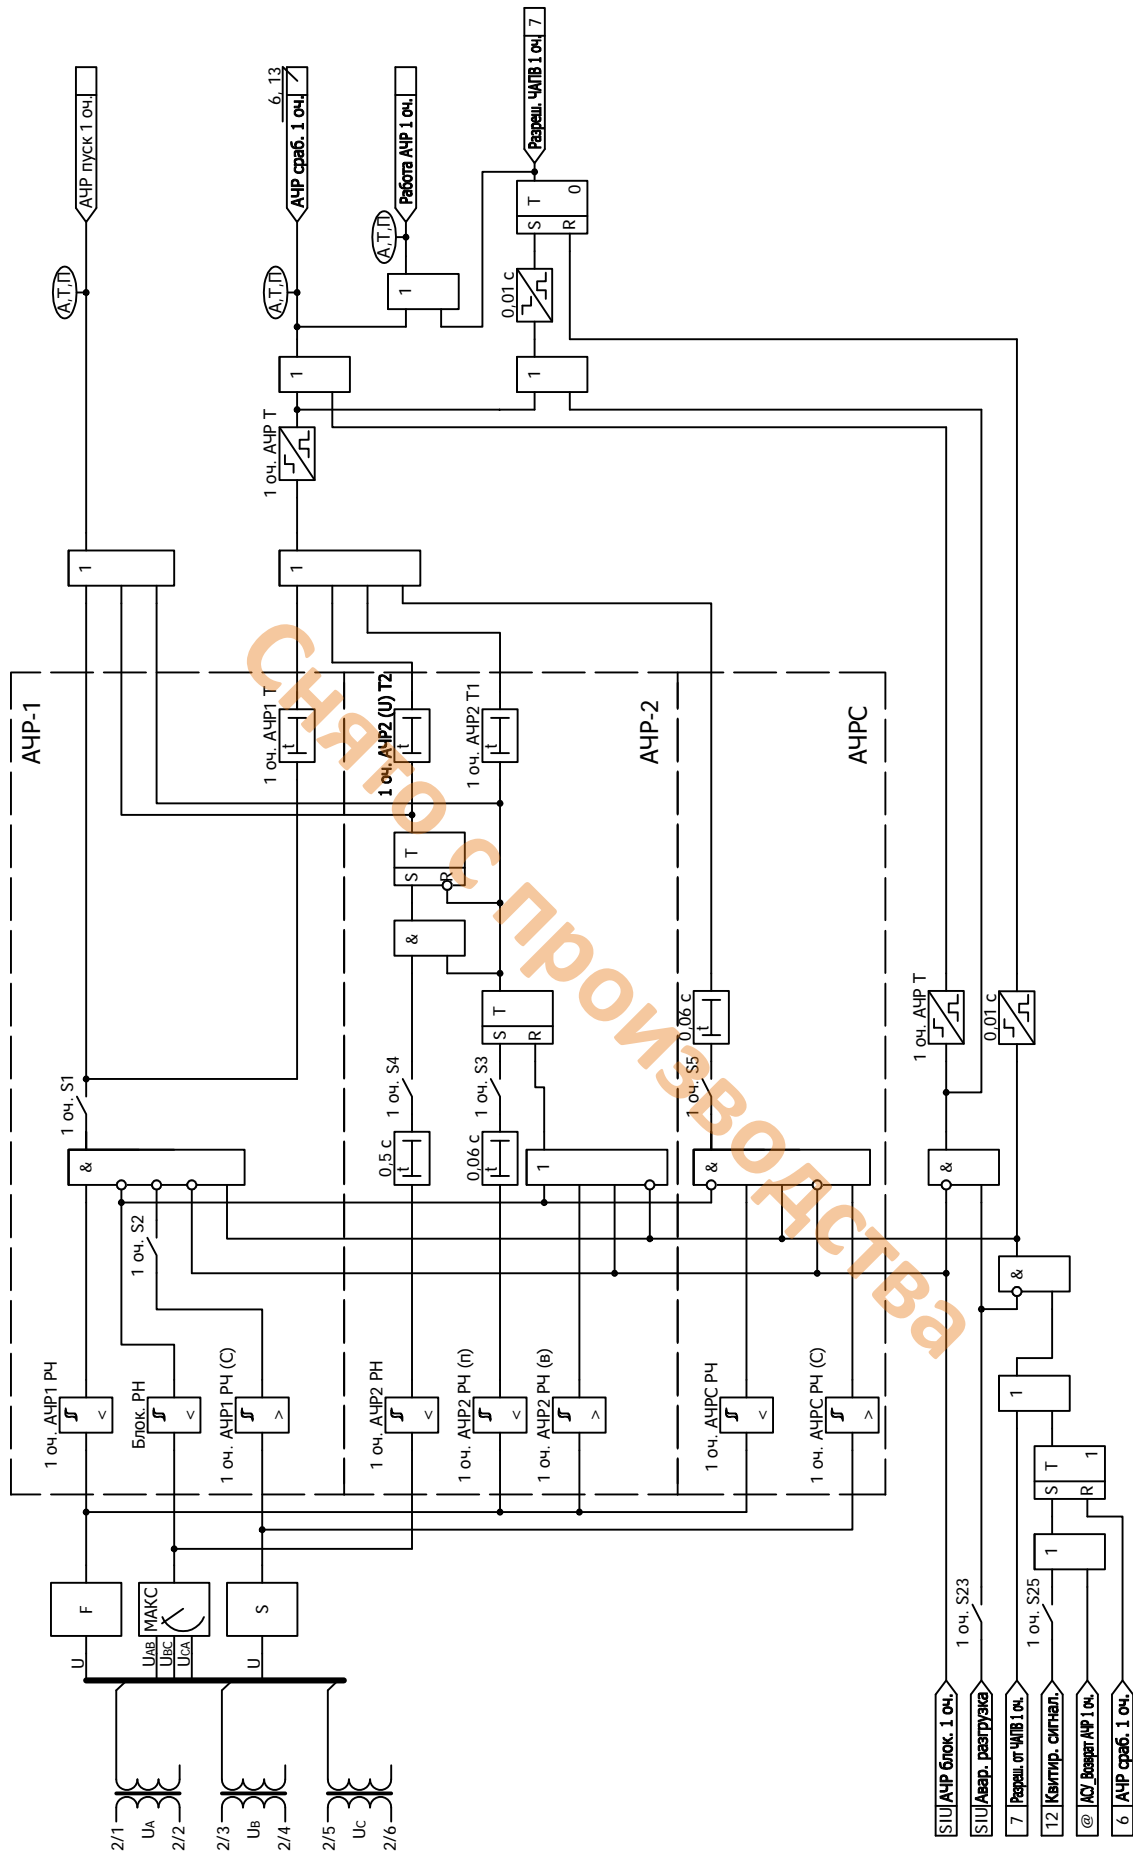 АЧР пуск 1 оч.
А,Т,П
6, 13
АЧР сраб. 1 оч.
А,Т,П
Работа АЧР 1 оч.
А,Т,П
Разреш. ЧАПВ 1 оч. 7
S T
R 0
0,01 с
1
1
1
1 оч. АЧР Т
1
1
АЧР-1
1 оч. АЧР1 Т
t
1 оч. АЧР2 (U) Т2
t
1 оч. АЧР2 Т1
t
АЧР-2
АЧРС
S T
R
&
S T
R
0,06 с
t
1 оч. S1
1 оч. S4
1 оч. S3
1 оч. S5
&
0,5 с
t
0,06 с
t
1
&
1 оч. S2
1 оч. АЧР1 РЧ
<
Блок. РН
<
1 оч. АЧР1 РЧ (С)
>
1 оч. АЧР2 РН
<
1 оч. АЧР2 РЧ (п)
<
1 оч. АЧР2 РЧ (в)
>
1 оч. АЧРС РЧ
<
1 оч. АЧРС РЧ (С)
>
F
МАКС
S
U
UAB
UBC
UCA
U
2/1
UA
2/2
2/3
UB
2/4
2/5
UC
2/6
1 оч. АЧР Т
0,01 с
&
&
1
S T
R 1
1
1 оч. S23
1 оч. S25
SIU АЧР блок. 1 оч.
SIU Авар. разгрузка
7 Разреш. от ЧАПВ 1 оч.
12 Квитир. сигнал.
@ АСУ_Возврат АЧР 1 оч.
6 АЧР сраб. 1 оч.
Снято с производства